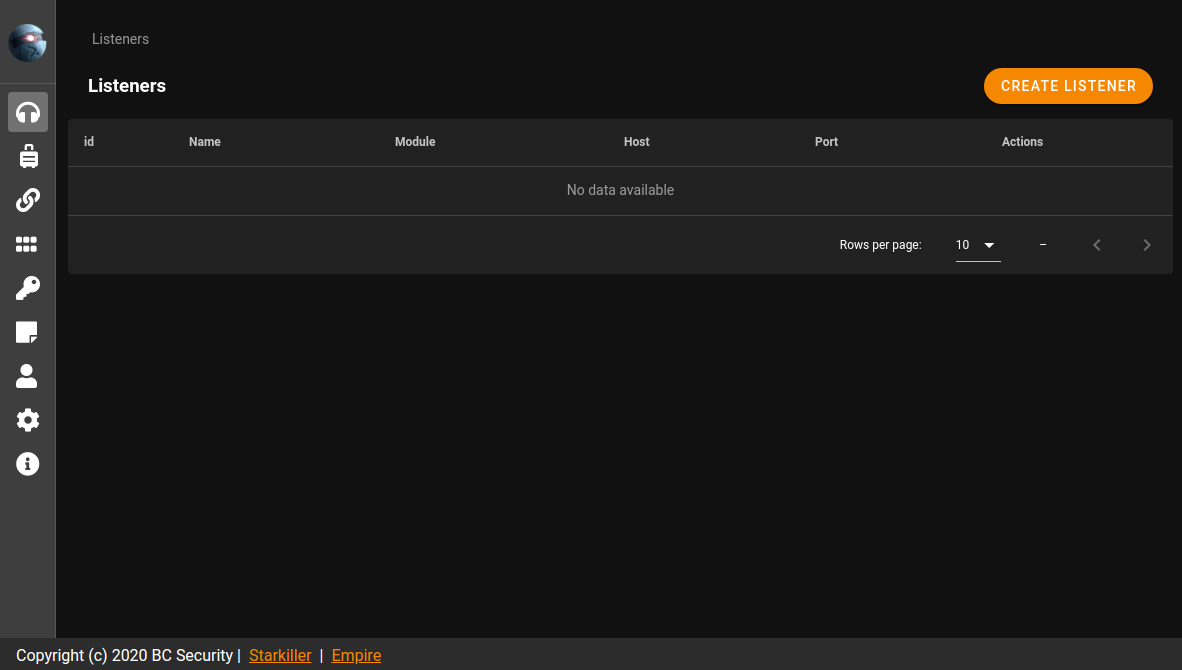 Listeners
Listeners
CREATE LISTENER
id Name Module Host Port Actions
No data available
Rows per page: 10 –
Copyright (c) 2020 BC Security | Starkiller | Empire